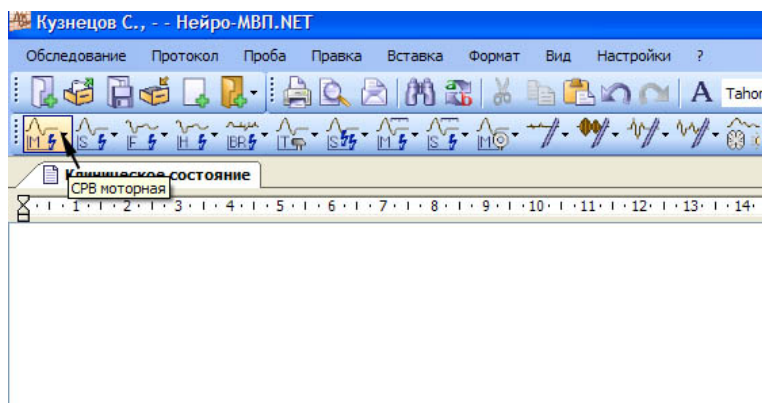 Кузнецов С., - - Нейро-МВП.NET
Обследование Протокол Проба Правка Вставка Формат Вид Настройки ?
A Tahor
M S F H BR T S M S M
Клиническое состояние
СРВ моторная
1 2 3 4 5 6 7 8 9 10 11 12 13 14